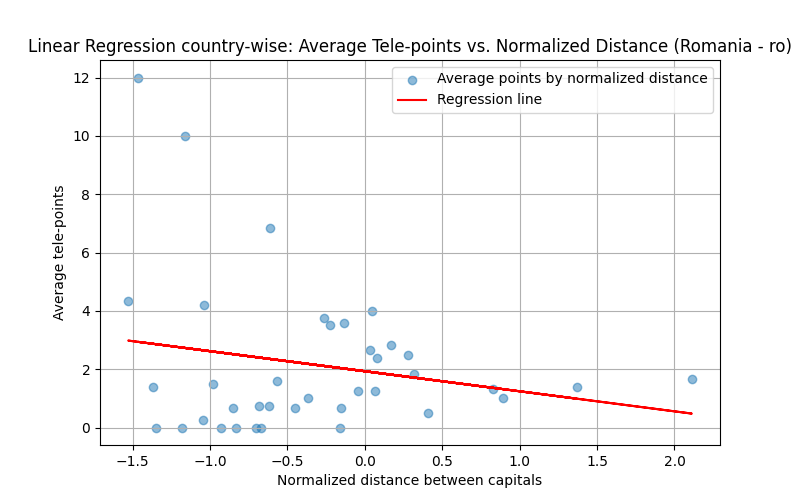 Linear Regression country-wise: Average Tele-points vs. Normalized Distance (Romania - ro)
Average points by normalized distance
Regression line
12
10
8
6
4
2
0
Average tele-points
−1.5 −1.0 −0.5 0.0 0.5 1.0 1.5 2.0
Normalized distance between capitals